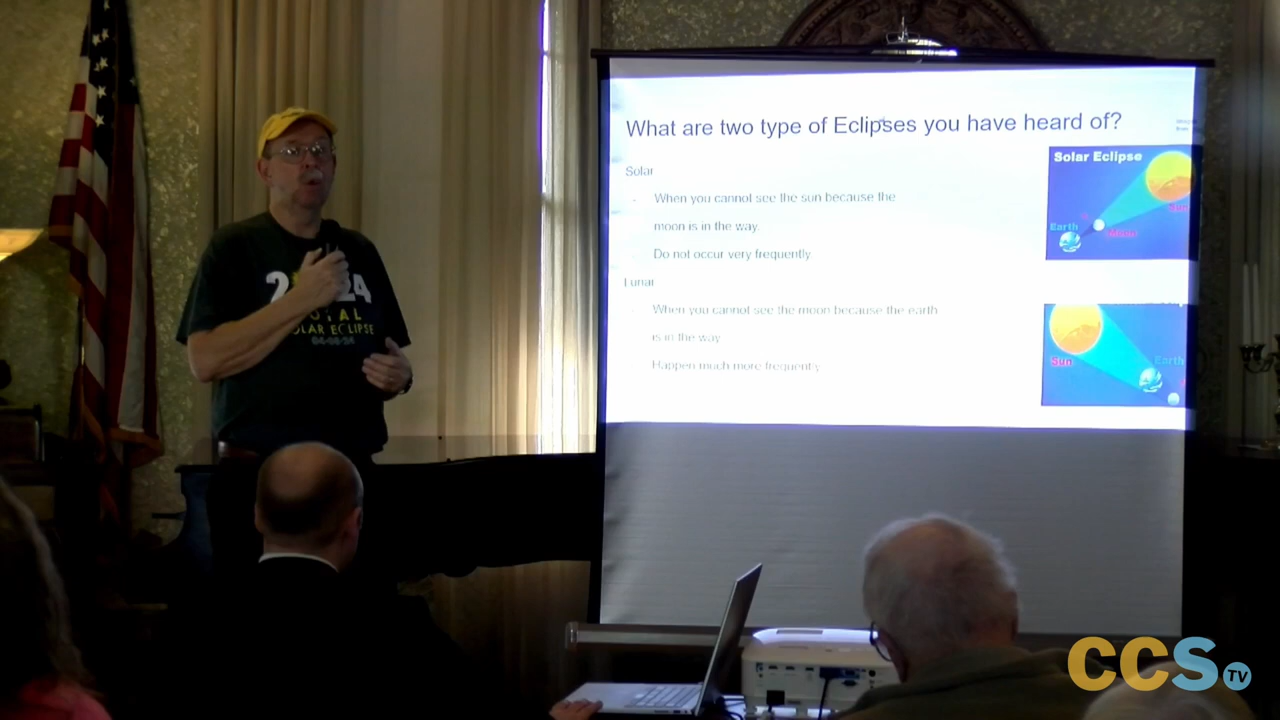 What are two type of Eclipses you have heard of?
Solar
- When you cannot see the sun because the
moon is in the way.
Do not occur very frequently
Lunar
- When you cannot see the moon because the earth
is in the way
Happen much more frequently
Solar Eclipse
Sun
Earth
Moon
Sun
Earth
2024
TOTAL
SOLAR ECLIPSE
CCS TV